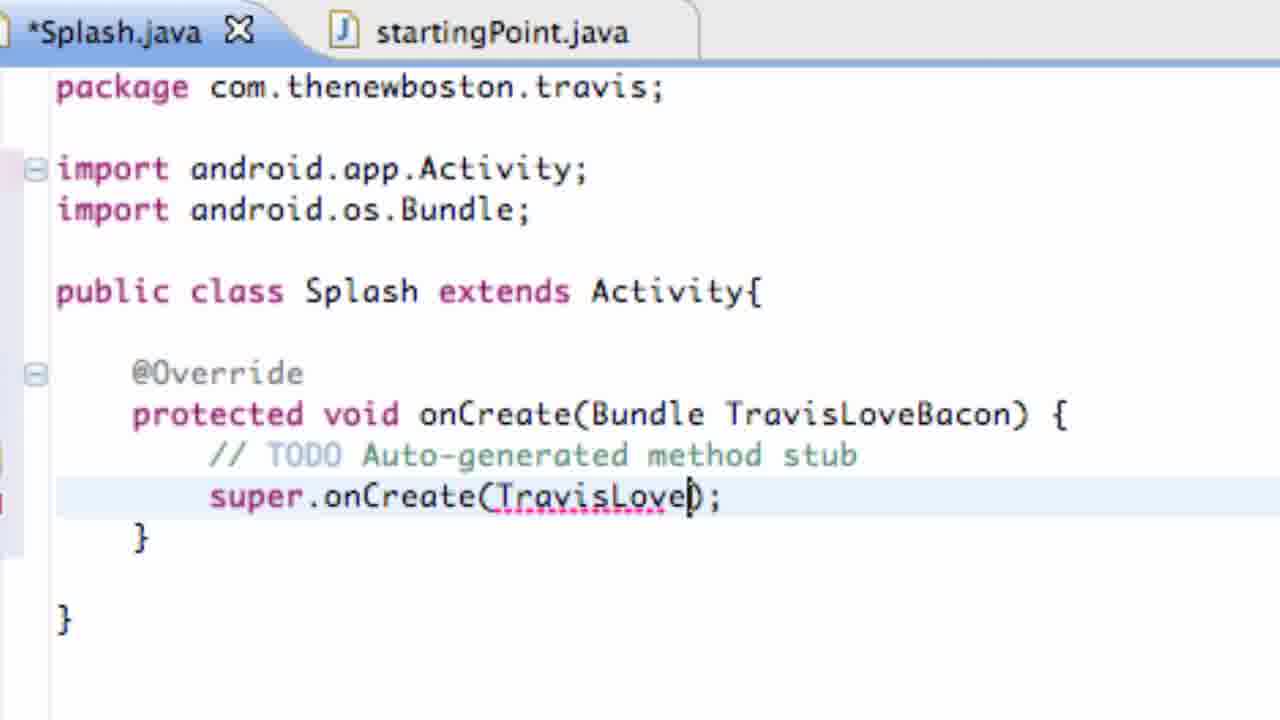 *Splash.java startingPoint.java
package com.thenewboston.travis;
import android.app.Activity;
import android.os.Bundle;
public class Splash extends Activity{
@Override
protected void onCreate(Bundle TravisLoveBacon) {
// TODO Auto-generated method stub
super.onCreate(TravisLove);
}
}